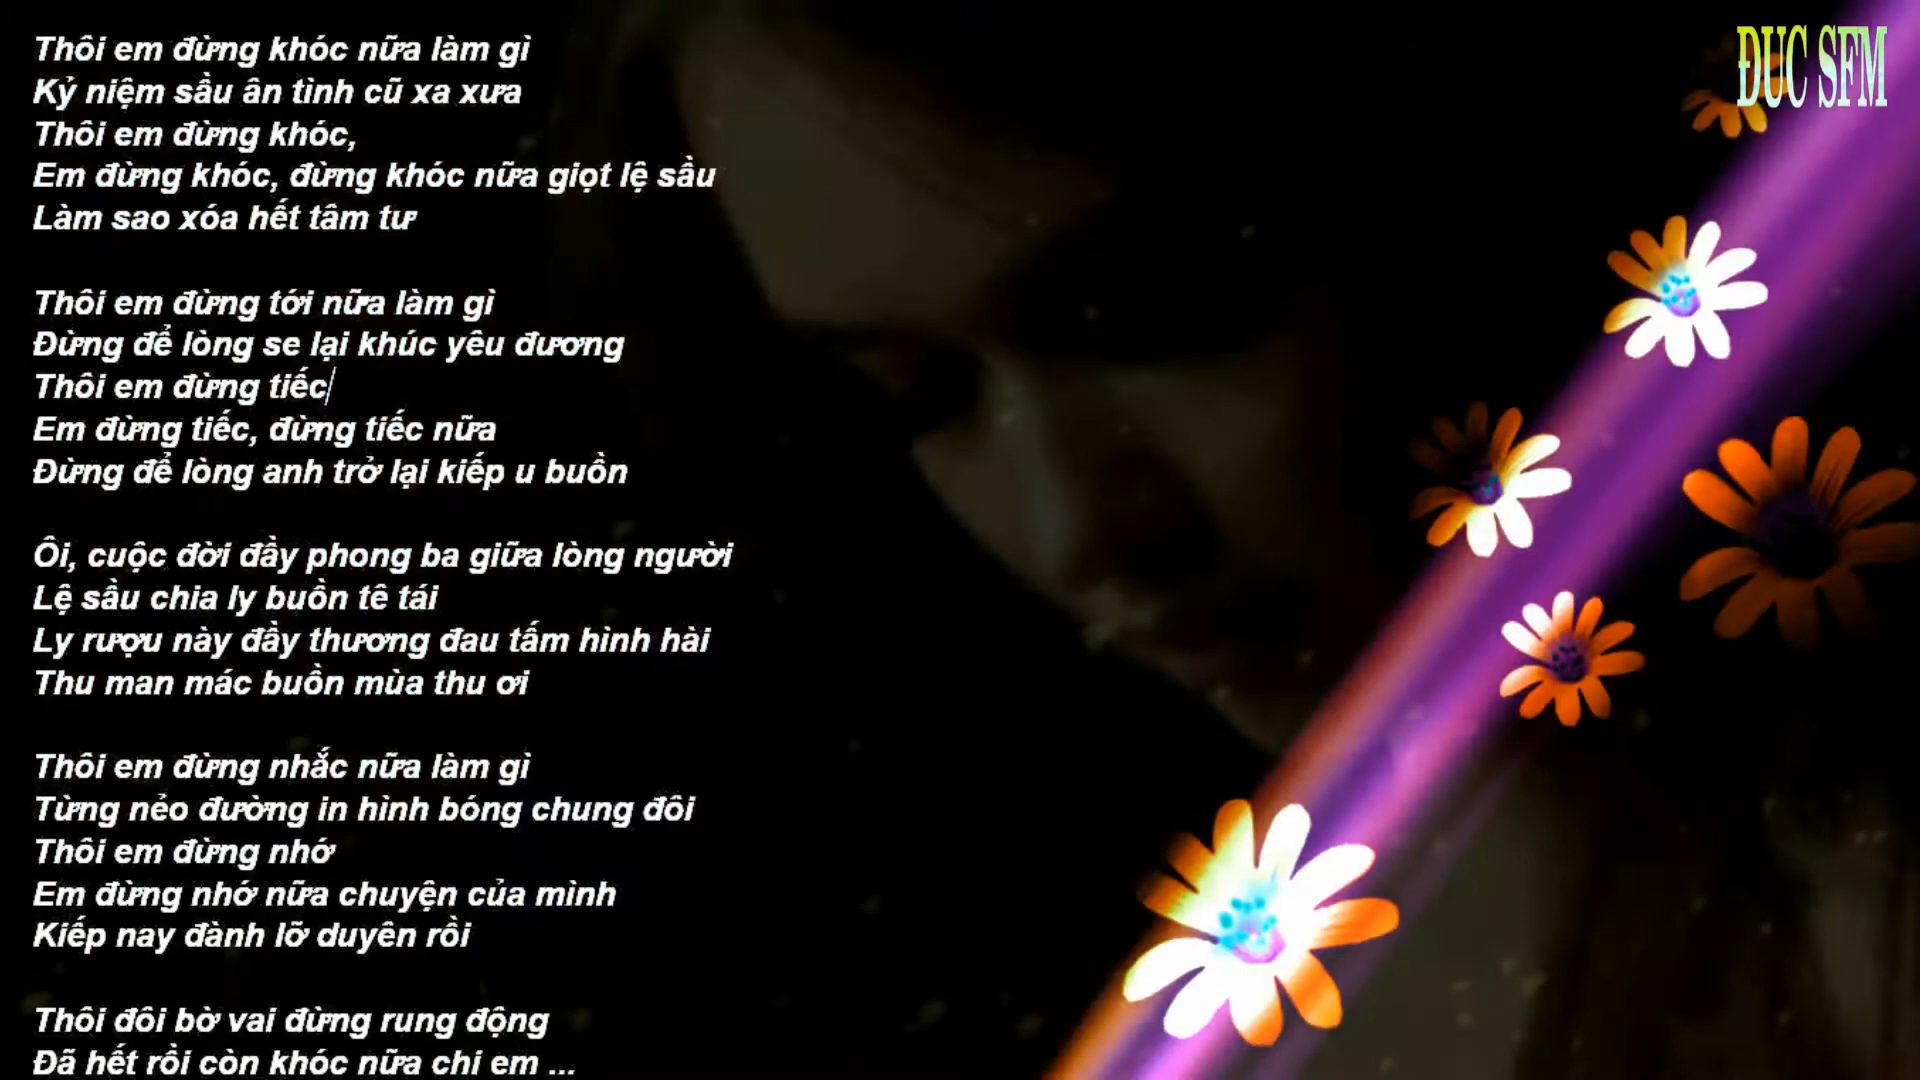 Thôi em đừng khóc nữa làm gì
Kỷ niệm sầu ân tình cũ xa xưa
Thôi em đừng khóc,
Em đừng khóc, đừng khóc nữa giọt lệ sầu
Làm sao xóa hết tâm tư
Thôi em đừng tới nữa làm gì
Đừng để lòng se lại khúc yêu đương
Thôi em đừng tiếc
Em đừng tiếc, đừng tiếc nữa
Đừng để lòng anh trở lại kiếp u buồn
Ôi, cuộc đời đầy phong ba giữa lòng người
Lệ sầu chia ly buồn tê tái
Ly rượu này đầy thương đau tấm hình hài
Thu man mác buồn mùa thu ơi
Thôi em đừng nhắc nữa làm gì
Từng nẻo đường in hình bóng chung đôi
Thôi em đừng nhớ
Em đừng nhớ nữa chuyện của mình
Kiếp nay đành lỡ duyên rồi
Thôi đôi bờ vai đừng rung động
Đã hết rồi còn khóc nữa chi em ...
ĐUC SFM